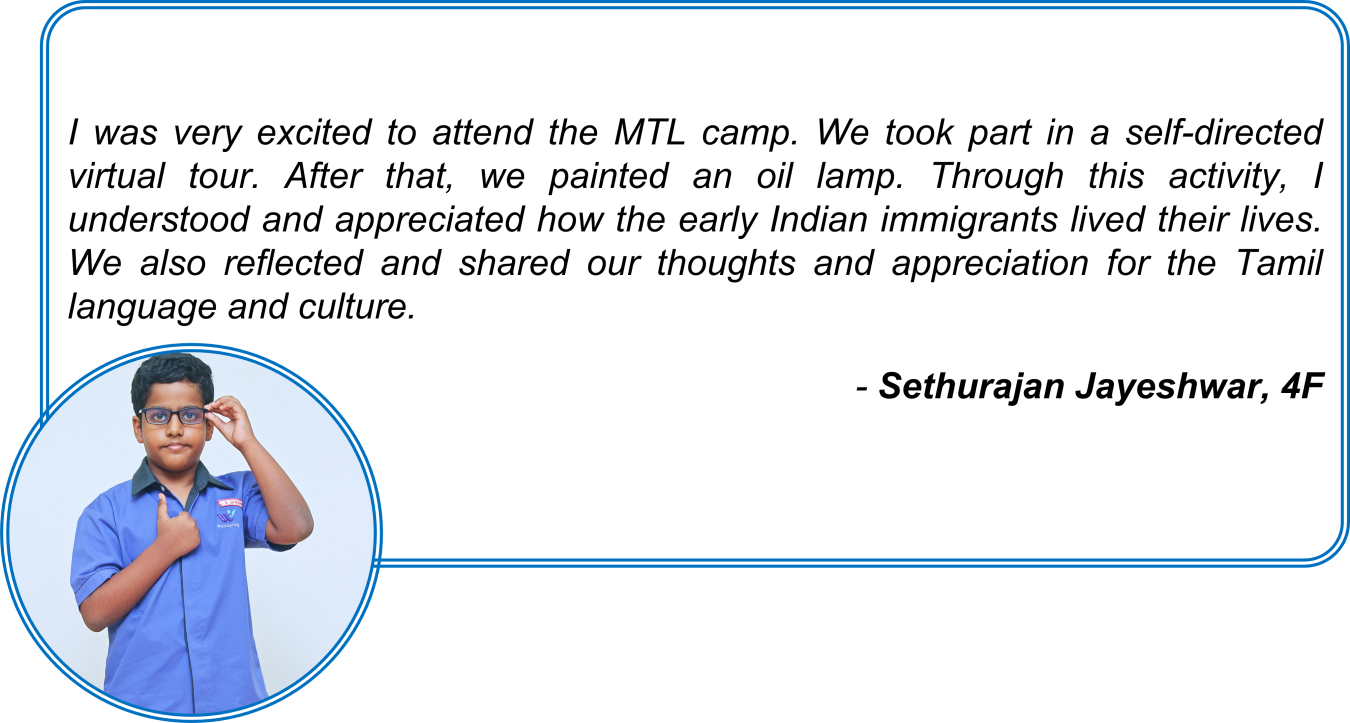 I was very excited to attend the MTL camp. We took part in a self-directed
virtual tour. After that, we painted an oil lamp. Through this activity, I
understood and appreciated how the early Indian immigrants lived their lives.
We also reflected and shared our thoughts and appreciation for the Tamil
language and culture.
- Sethurajan Jayeshwar, 4F